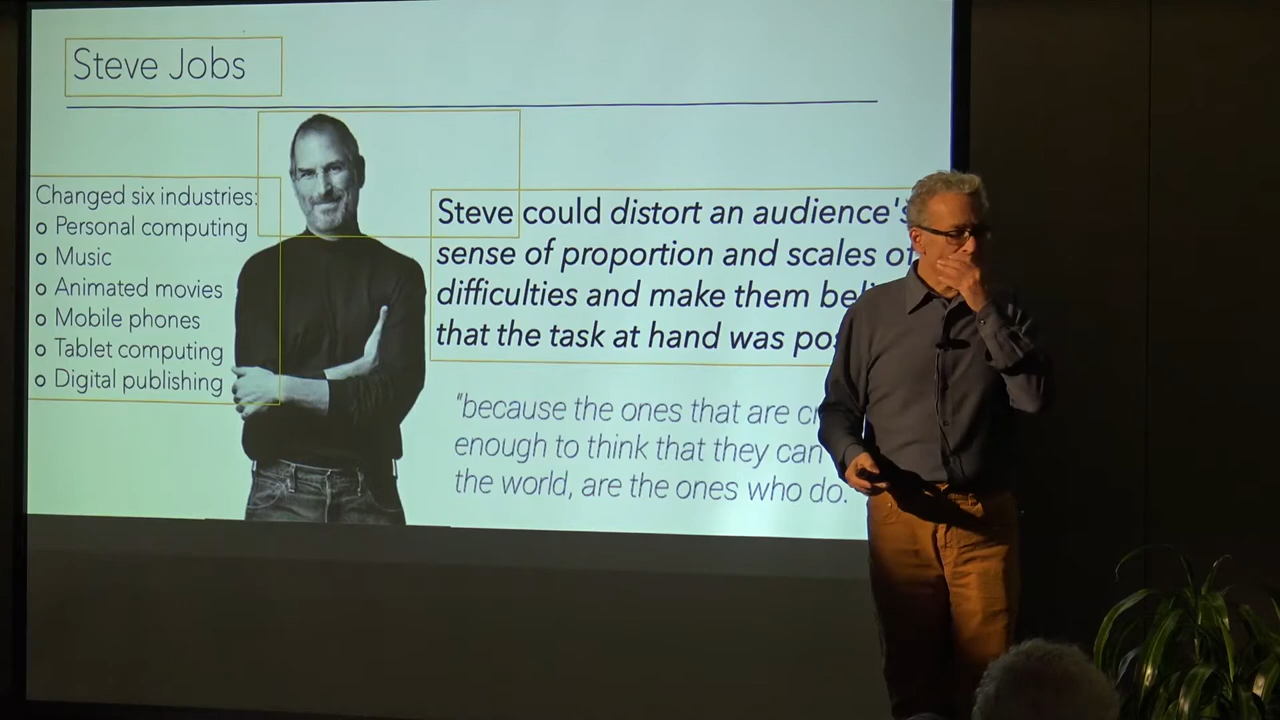 Steve Jobs
Changed six industries:
o Personal computing
o Music
o Animated movies
o Mobile phones
o Tablet computing
o Digital publishing
Steve could distort an audience's
sense of proportion and scales of
difficulties and make them
that the task at hand was
"because the ones that are
enough to think that they can
the world, are the ones who do.